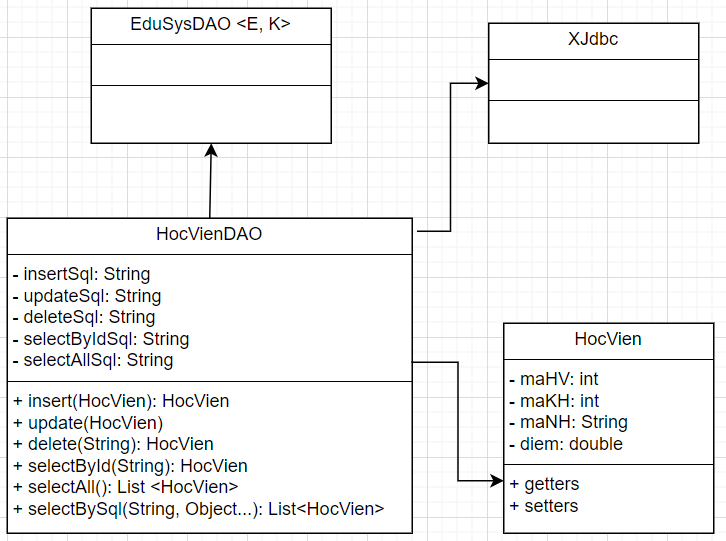 EduSysDAO <E, K>
XJdbc
HocVienDAO
- insertSql: String
- updateSql: String
- deleteSql: String
- selectByIdSql: String
- selectAllSql: String
+ insert(HocVien): HocVien
+ update(HocVien)
+ delete(String): HocVien
+ selectById(String): HocVien
+ selectAll(): List <HocVien>
+ selectBySql(String, Object...): List<HocVien>
HocVien
- maHV: int
- maKH: int
- maNH: String
- diem: double
+ getters
+ setters